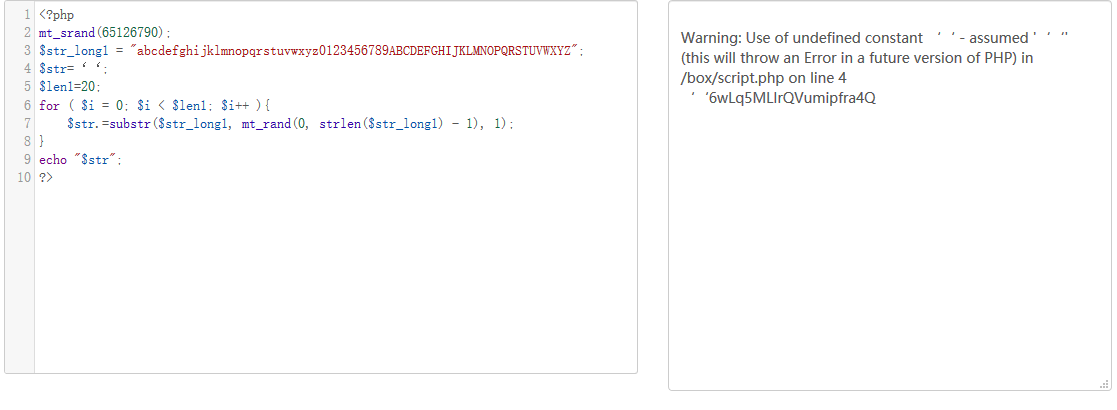 1 <?php
2 mt_srand(65126790);
3 $str_long1 = "abcdefghijklmnopqrstuvwxyz0123456789ABCDEFGHIJKLMNOPQRSTUVWXYZ";
4 $str= ‘ ‘;
5 $len1=20;
6 for ( $i = 0; $i < $len1; $i++ ){
7     $str.=substr($str_long1, mt_rand(0, strlen($str_long1) - 1), 1);
8 }
9 echo "$str";
10 ?>
Warning: Use of undefined constant ‘ ‘ - assumed '‘ ‘'
(this will throw an Error in a future version of PHP) in
/box/script.php on line 4
‘ ‘6wLq5MLlrQVumipfra4Q